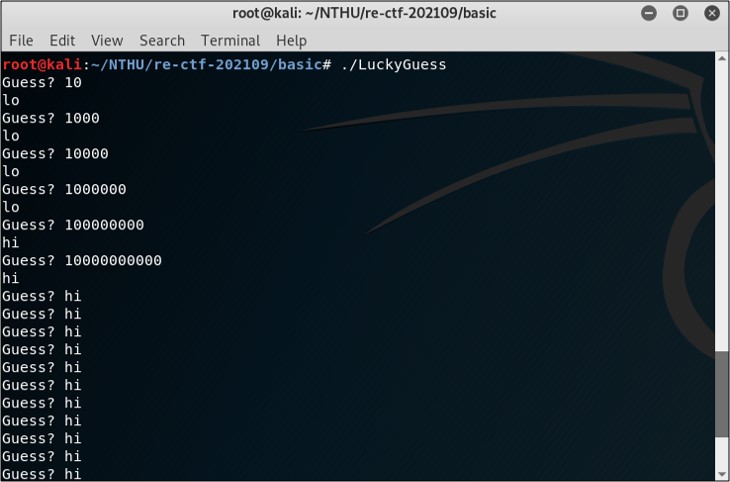 root@kali: ~/NTHU/re-ctf-202109/basic
File Edit View Search Terminal Help
root@kali:~/NTHU/re-ctf-202109/basic# ./LuckyGuess
Guess? 10
lo
Guess? 1000
lo
Guess? 10000
lo
Guess? 1000000
lo
Guess? 100000000
hi
Guess? 10000000000
hi
Guess? hi
Guess? hi
Guess? hi
Guess? hi
Guess? hi
Guess? hi
Guess? hi
Guess? hi
Guess? hi
Guess? hi
Guess? hi